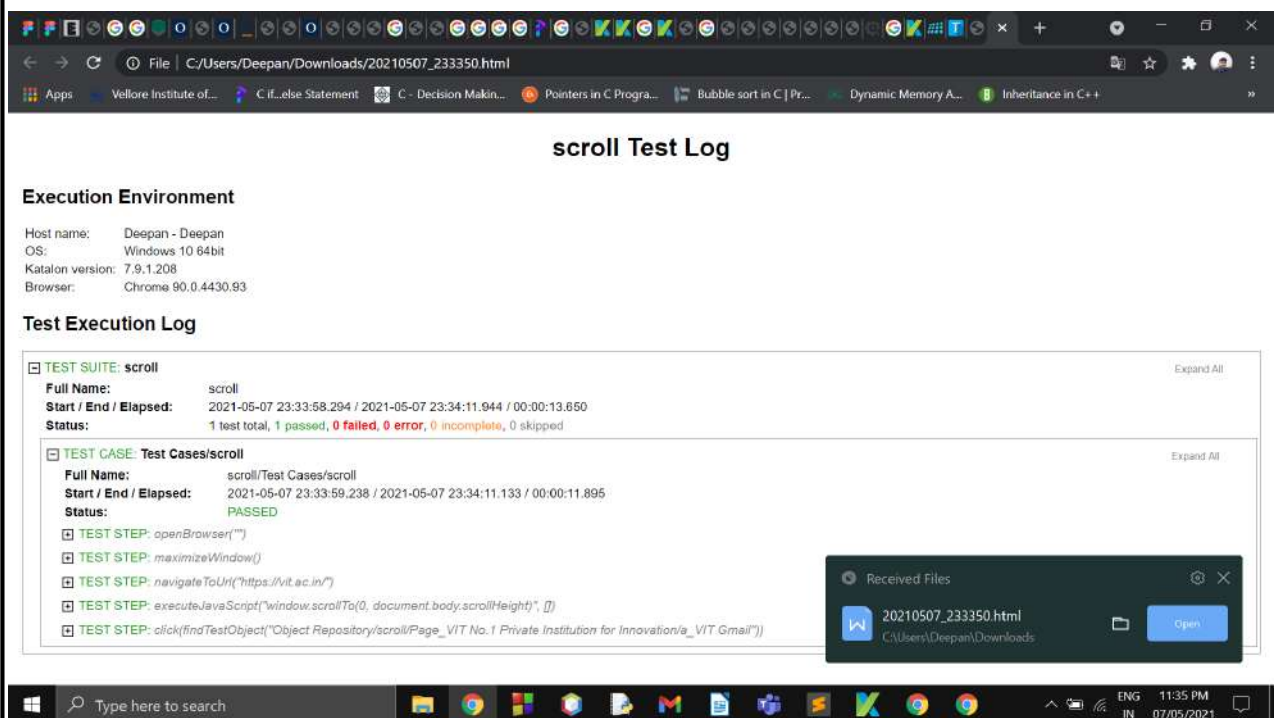 File | C:/Users/Deepan/Downloads/20210507_233350.html
Apps Vellore Institute of... C if...else Statement C - Decision Makin... Pointers in C Progra... Bubble sort in C | Pr... Dynamic Memory A... Inheritance in C++ »
scroll Test Log
Execution Environment
Host name: Deepan - Deepan
OS: Windows 10 64bit
Katalon version: 7.9.1.208
Browser: Chrome 90.0.4430.93
Test Execution Log
TEST SUITE: scroll Expand All
Full Name: scroll
Start / End / Elapsed: 2021-05-07 23:33:58.294 / 2021-05-07 23:34:11.944 / 00:00:13.650
Status: 1 test total, 1 passed, 0 failed, 0 error, 0 incomplete, 0 skipped
TEST CASE: Test Cases/scroll Expand All
Full Name: scroll/Test Cases/scroll
Start / End / Elapsed: 2021-05-07 23:33:59.238 / 2021-05-07 23:34:11.133 / 00:00:11.895
Status: PASSED
TEST STEP: openBrowser("")
TEST STEP: maximizeWindow()
TEST STEP: navigateToUrl("https://vit.ac.in/")
TEST STEP: executeJavaScript("window.scrollTo(0, document.body.scrollHeight)", [])
TEST STEP: click(findTestObject("Object Repository/scroll/Page_VIT No.1 Private Institution for Innovation/a_VIT Gmail"))
Received Files
20210507_233350.html
C:\Users\Deepan\Downloads
Open
Type here to search
ENG 11:35 PM
IN 07/05/2021